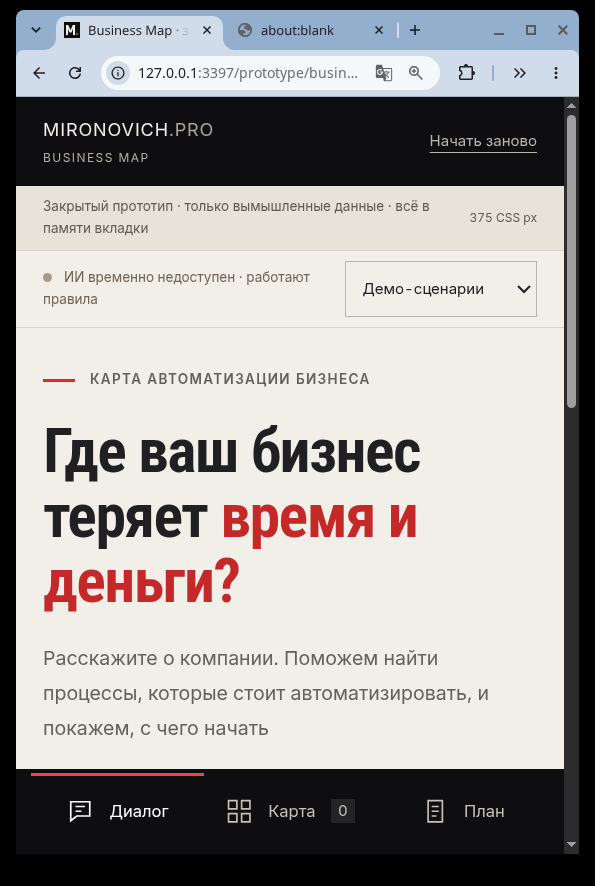 Business Map · з
about:blank
127.0.0.1:3397/prototype/busin...
MIRONOVICH.PRO
BUSINESS MAP
Начать заново
Закрытый прототип · только вымышленные данные · всё в
памяти вкладки
375 CSS px
ИИ временно недоступен · работают
правила
Демо-сценарии
КАРТА АВТОМАТИЗАЦИИ БИЗНЕСА
Где ваш бизнес
теряет время и
деньги?
Расскажите о компании. Поможем найти
процессы, которые стоит автоматизировать, и
покажем, с чего начать
Диалог
Карта 0
План